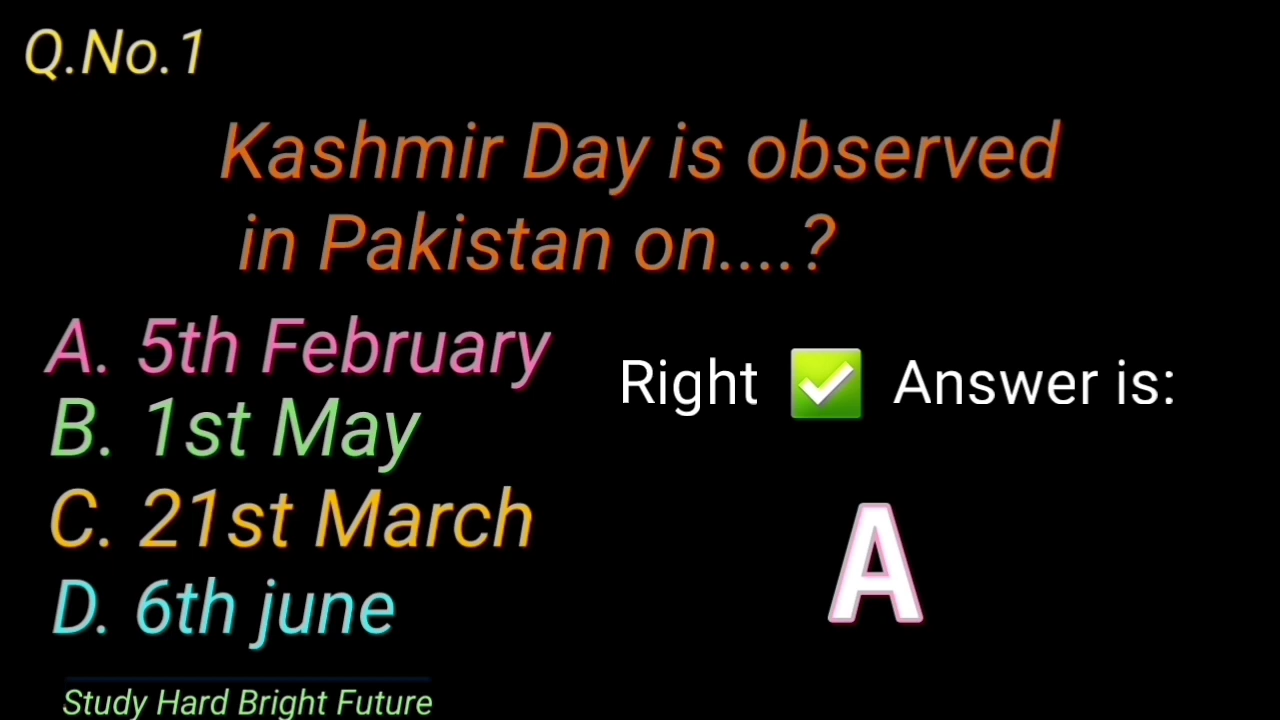 Q.No.1
Kashmir Day is observed
in Pakistan on....?
A. 5th February
B. 1st May
C. 21st March
D. 6th june
Right ✅ Answer is:
A
Study Hard Bright Future